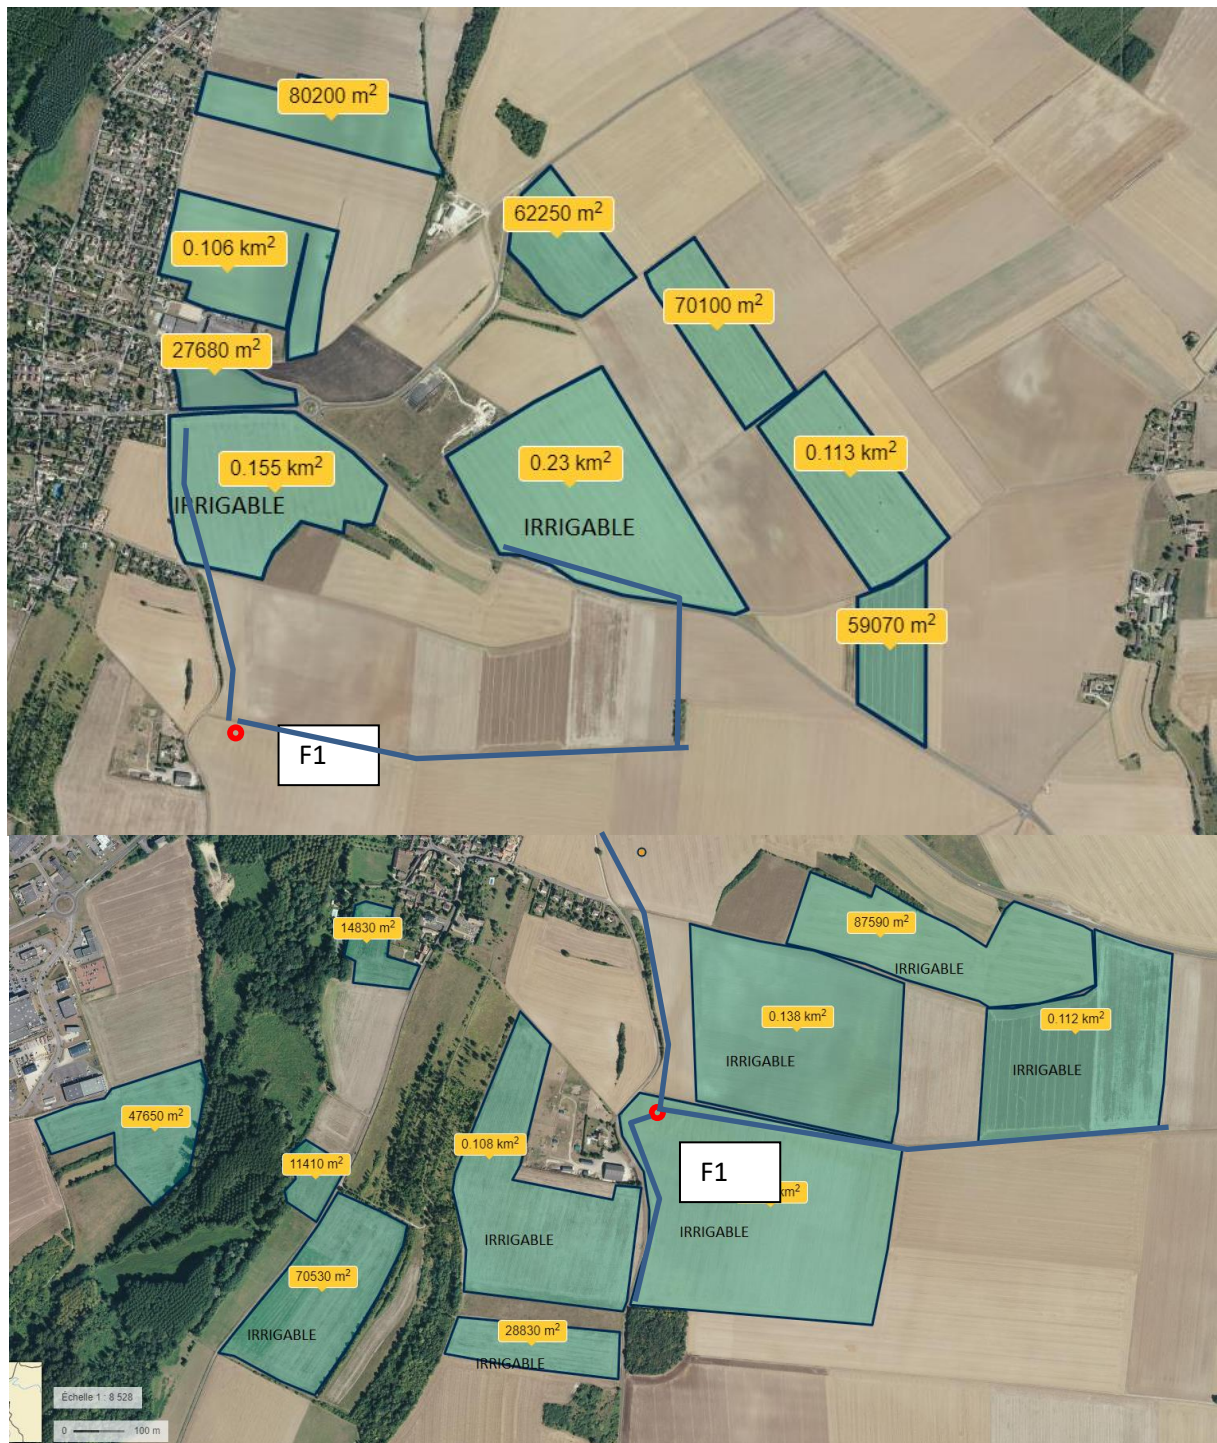 80200 m²
62250 m²
0.106 km²
70100 m²
27680 m²
0.155 km²
0.23 km²
0.113 km²
IRRIGABLE
IRRIGABLE
59070 m²
F1
14830 m²
87590 m²
IRRIGABLE
0.138 km²
0.112 km²
IRRIGABLE
IRRIGABLE
47650 m²
0.108 km²
11410 m²
F1
km²
IRRIGABLE
IRRIGABLE
70530 m²
IRRIGABLE
28830 m²
IRRIGABLE
Échelle 1 : 8 528
0 100 m